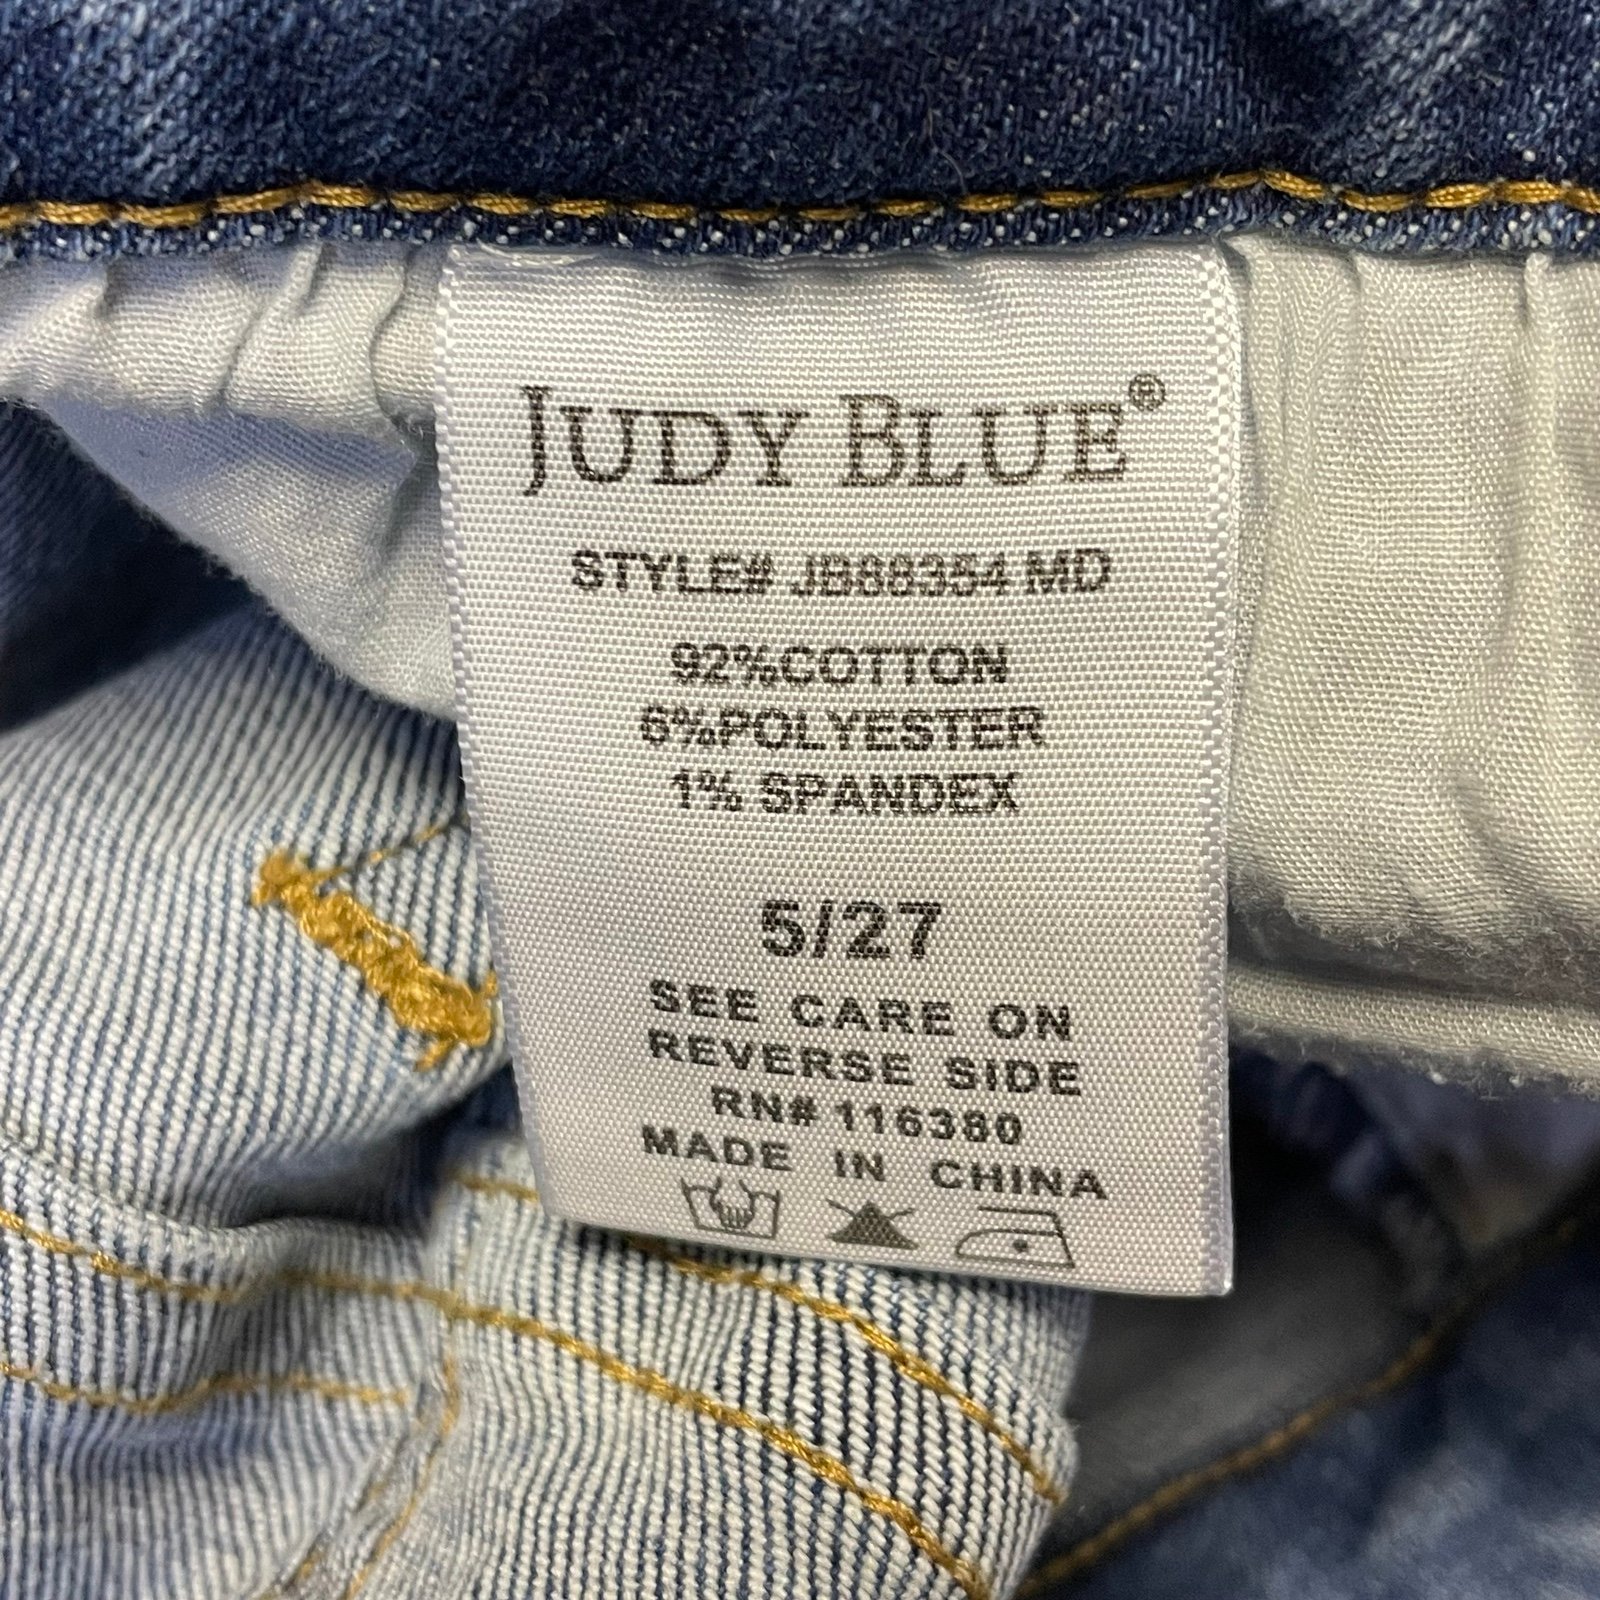 JUDY BLUE®
STYLE# JB88354 MD
92%COTTON
6%POLYESTER
1% SPANDEX
5/27
SEE CARE ON
REVERSE SIDE
RN# 116380
MADE IN CHINA